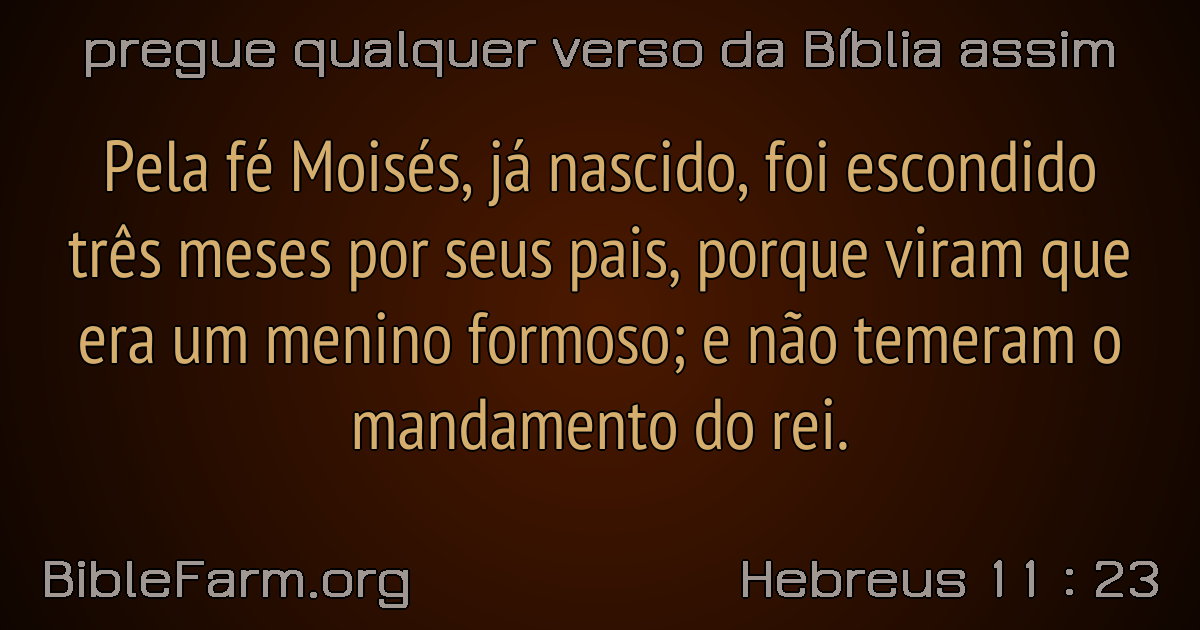 pregue qualquer verso da Bíblia assim
Pela fé Moisés, já nascido, foi escondido
três meses por seus pais, porque viram que
era um menino formoso; e não temeram o
mandamento do rei.
BibleFarm.org
Hebreus 11 : 23